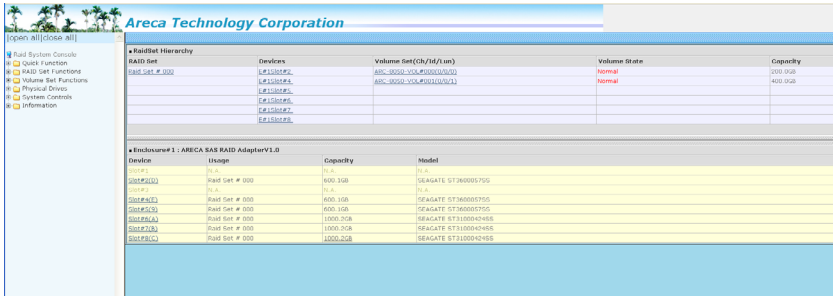 Areca Technology Corporation
|open all|close all|
Raid System Console
Quick Function
RAID Set Functions
Volume Set Functions
Physical Drives
System Controls
Information
RaidSet Hierarchy
RAID Set Devices Volume Set(Ch/Id/Lun) Volume State Capacity
Raid Set # 000 E#1Slot#2 ARC-8050-VOL#000(0/0/0) Normal 200.0GB
E#1Slot#4 ARC-8050-VOL#001(0/0/1) Normal 400.0GB
E#1Slot#5
E#1Slot#6
E#1Slot#7
E#1Slot#8
Enclosure#1 : ARECA SAS RAID AdapterV1.0
Device Usage Capacity Model
Slot#1 N.A. N.A. N.A.
Slot#2(D) Raid Set # 000 600.1GB SEAGATE ST3600057SS
Slot#3 N.A. N.A. N.A.
Slot#4(E) Raid Set # 000 600.1GB SEAGATE ST3600057SS
Slot#5(9) Raid Set # 000 600.1GB SEAGATE ST3600057SS
Slot#6(A) Raid Set # 000 1000.2GB SEAGATE ST31000424SS
Slot#7(B) Raid Set # 000 1000.2GB SEAGATE ST31000424SS
Slot#8(C) Raid Set # 000 1000.2GB SEAGATE ST31000424SS